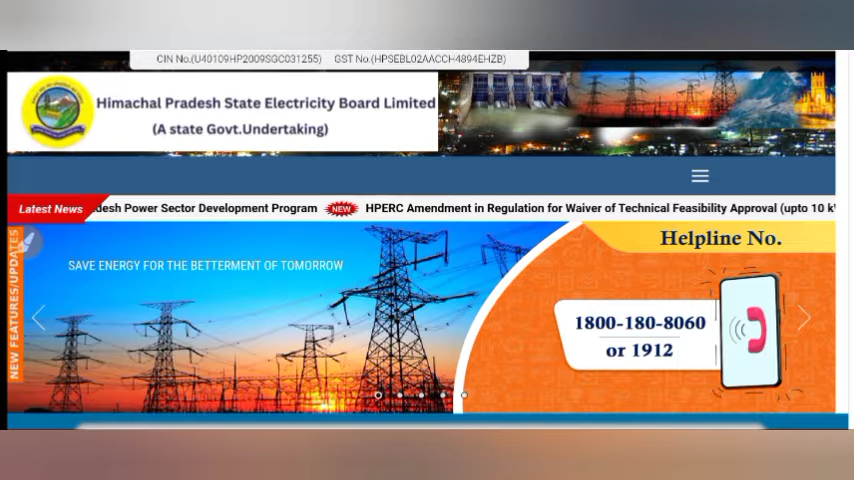 CIN No.(U40109HP2009SGC031255) GST No.(HPSEBL02AACCH4894EHZB)
Himachal Pradesh State Electricity Board Limited
(A state Govt.Undertaking)
Latest News desh Power Sector Development Program NEW HPERC Amendment in Regulation for Waiver of Technical Feasibility Approval (upto 10 k
NEW FEATURES/UPDATES
SAVE ENERGY FOR THE BETTERMENT OF TOMORROW
Helpline No.
1800-180-8060
or 1912